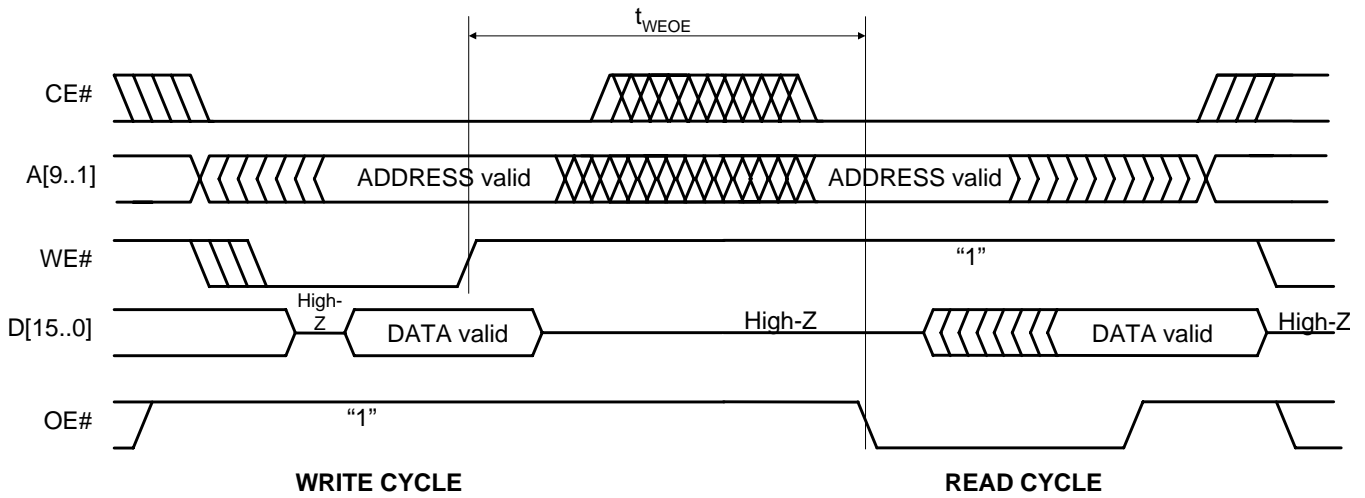 tWEOE
CE#
A[9..1]
ADDRESS valid
ADDRESS valid
WE#
“1”
D[15..0]
High-
Z
DATA valid
High-Z
DATA valid
High-Z
OE#
“1”
WRITE CYCLE
READ CYCLE